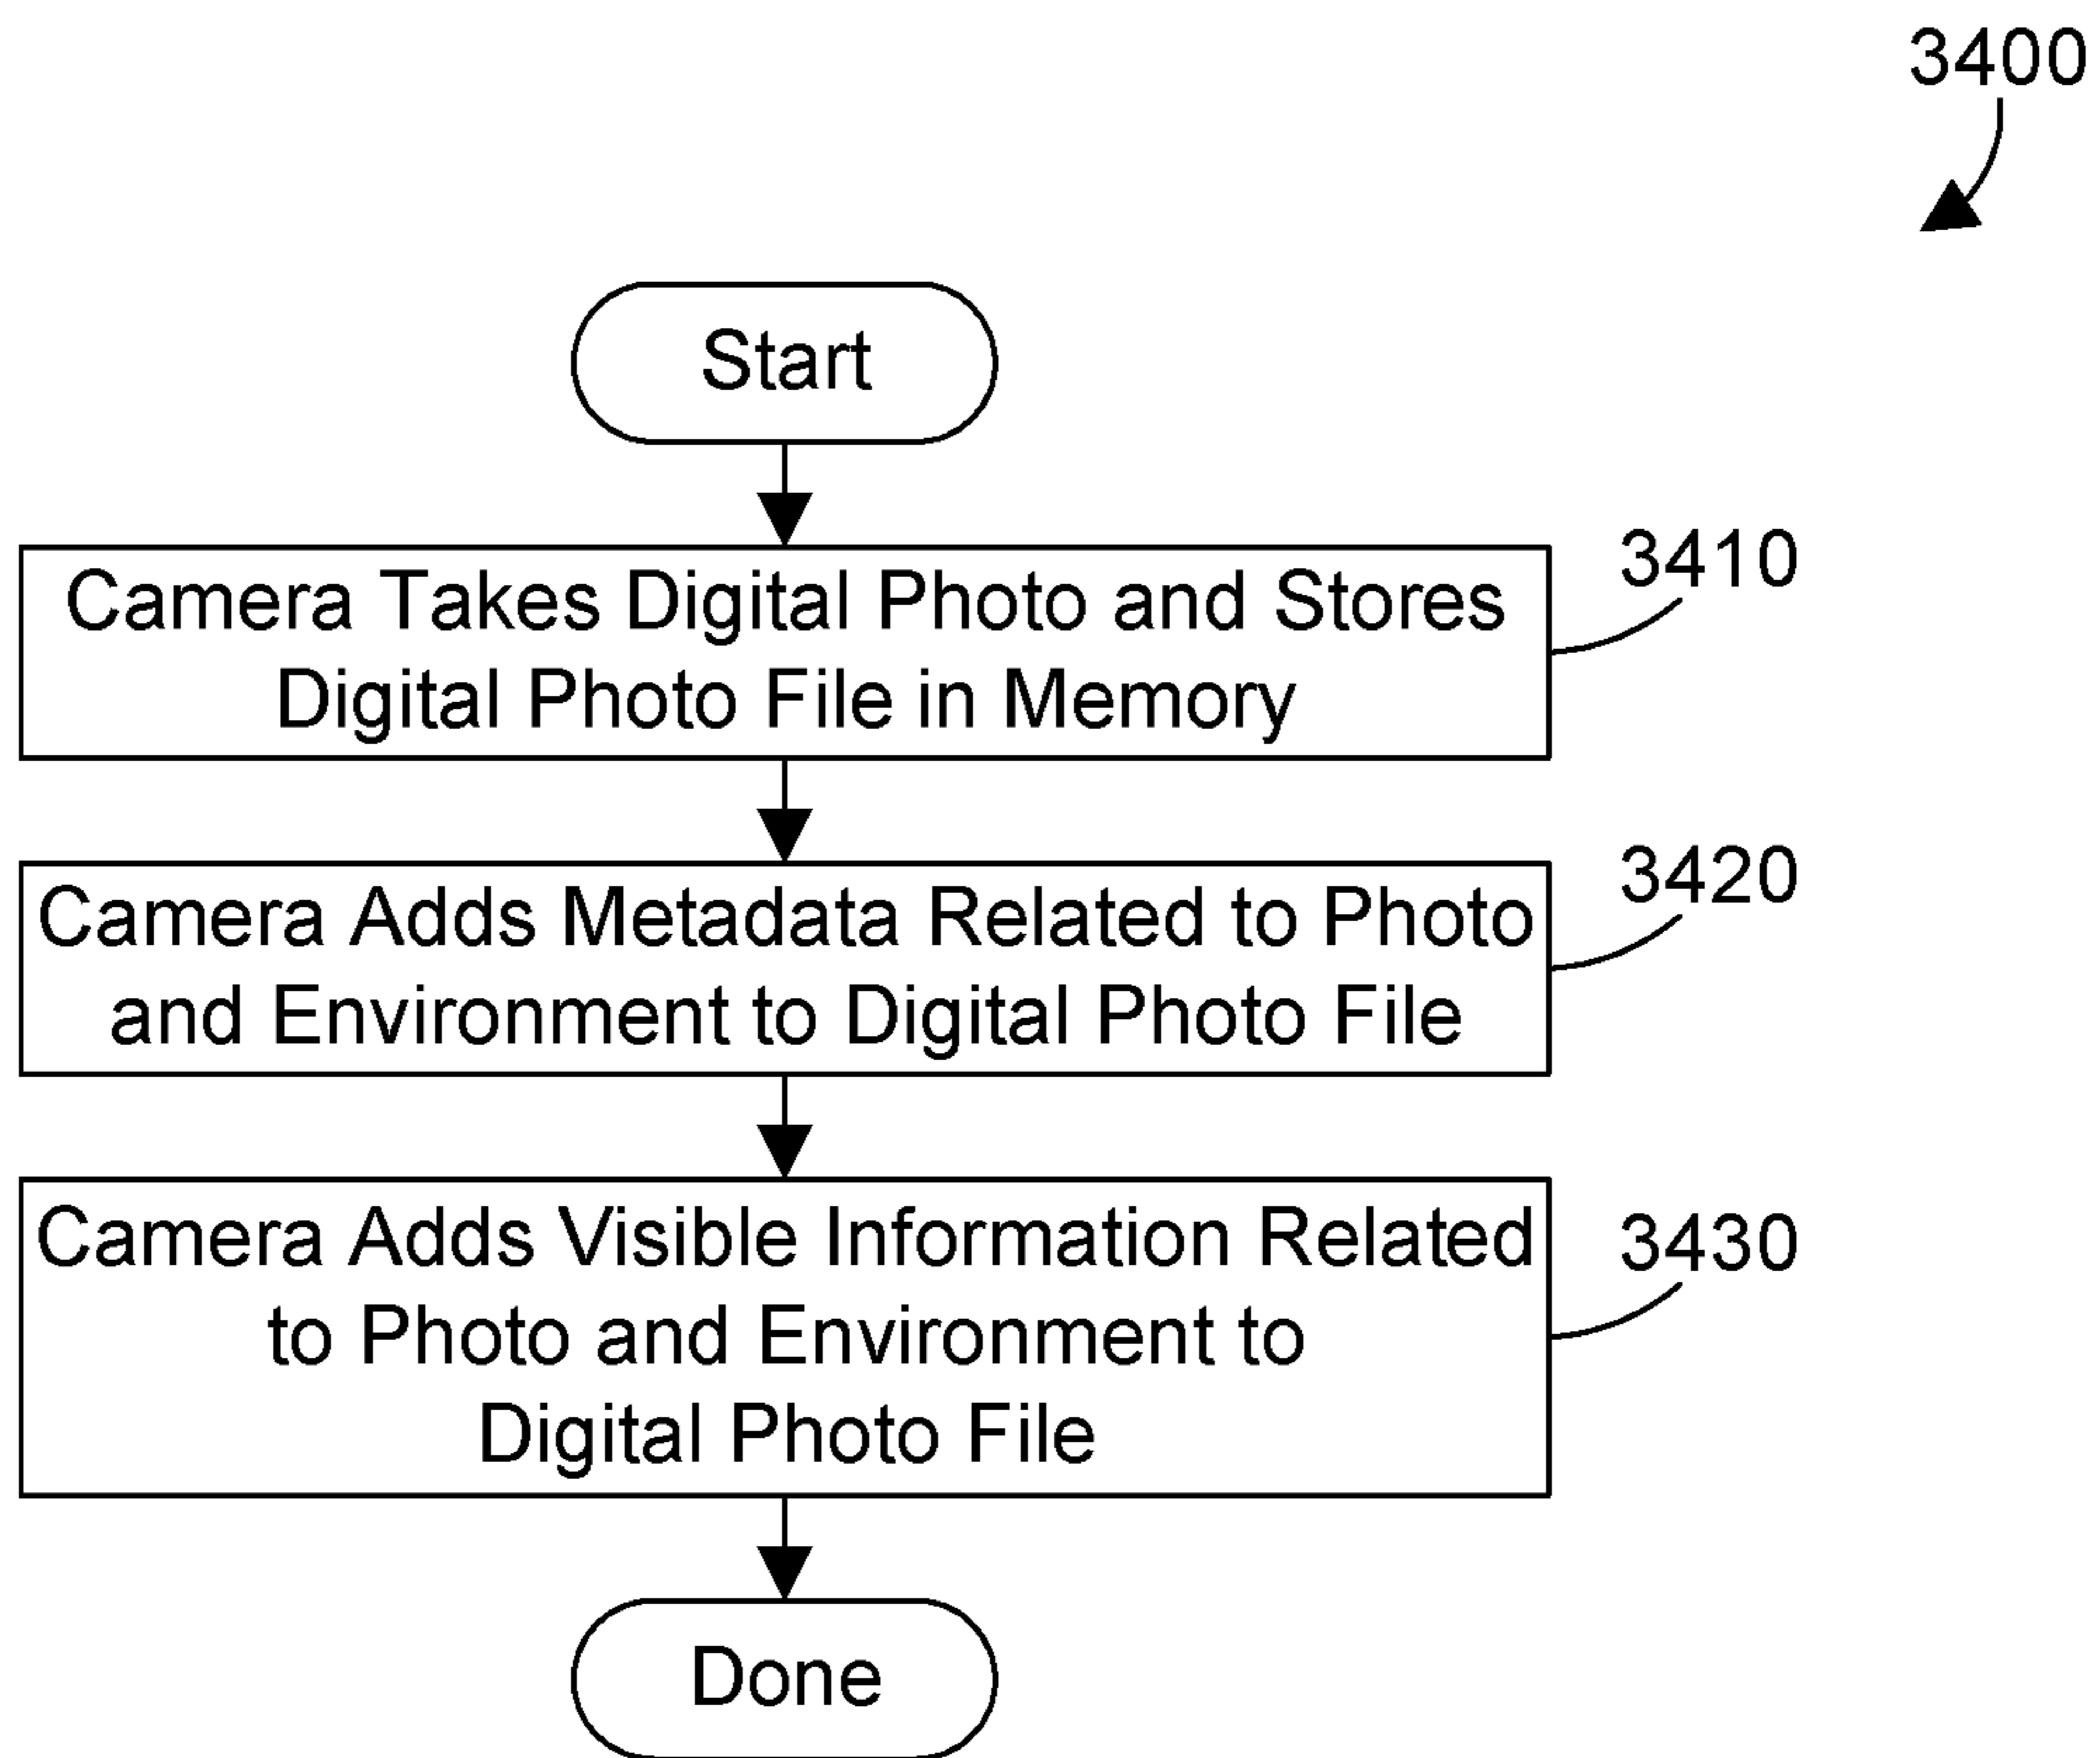 3400
Start
Camera Takes Digital Photo and Stores
Digital Photo File in Memory
3410
Camera Adds Metadata Related to Photo
and Environment to Digital Photo File
3420
Camera Adds Visible Information Related
to Photo and Environment to
Digital Photo File
3430
Done